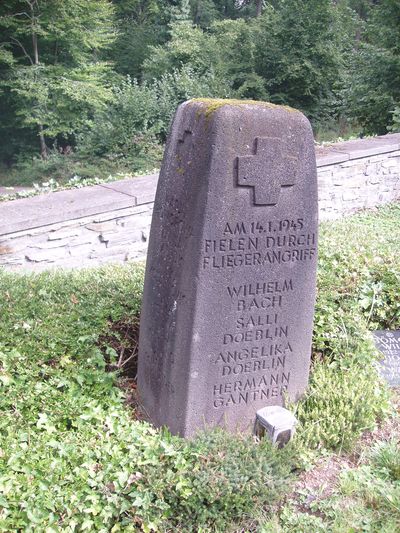 AM 14.1.1945
FIELEN DURCH
FLIEGERANGRIFF
WILHELM
BACH
SALLI
DOEBLIN
ANGELIKA
DOEBLIN
HERMANN
GANTNER